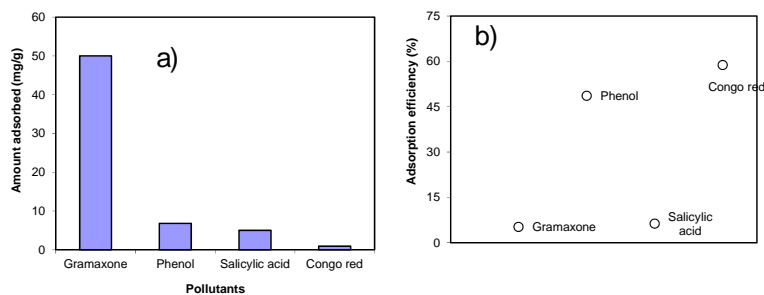 a)
Amount adsorbed (mg/g)
60
50
40
30
20
10
0
Gramaxone Phenol Salicylic acid Congo red
Pollutants
b)
Adsorption efficiency (%)
75
60
45
30
15
0
Congo red
Phenol
Gramaxone
Salicylic
acid